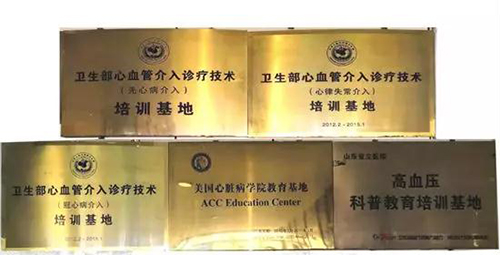 卫生部心血管介入诊疗技术
（先心病介入）
培训基地
卫生部心血管介入诊疗技术
（心律失常介入）
培训基地
2012.2－2015.1
卫生部心血管介入诊疗技术
（冠心病介入）
培训基地
2012.2－2015.1
美国心脏病学院教育基地
ACC Education Center
高血压
科普教育培训基地